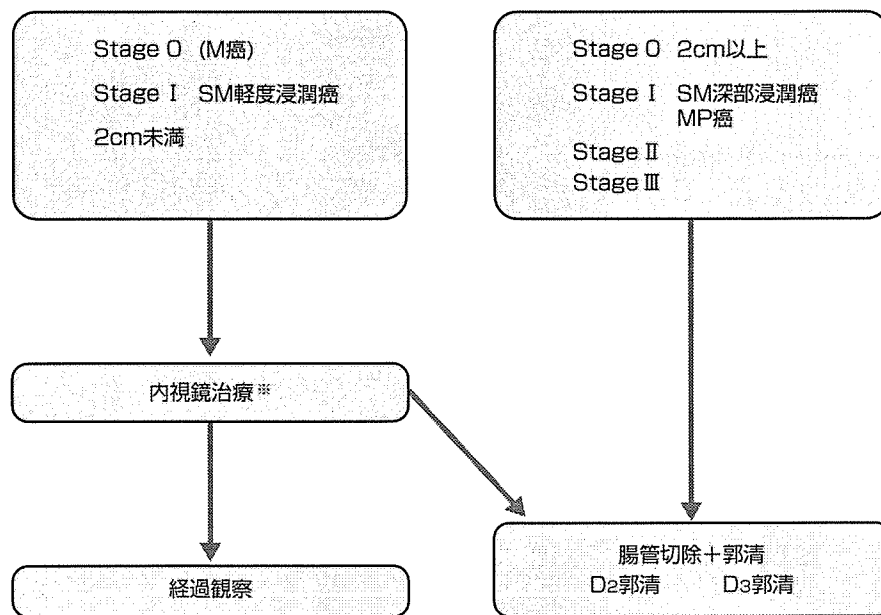 Stage 0 (M癌)
Stage Ⅰ SM軽度浸潤癌
2cm未満
Stage 0 2cm以上
Stage Ⅰ SM深部浸潤癌
MP癌
Stage Ⅱ
Stage Ⅲ
内視鏡治療※
経過観察
腸管切除+郭清
D2郭清 D3郭清